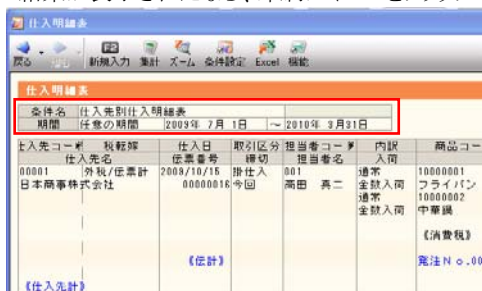 仕入明細表
戻る F2 新規入力 集計 ズーム 条件設定 Excel 機能
仕入明細表
条件名 仕入先別仕入明細表
期間 任意の期間 2009年 7月 1日 ～ 2010年 3月31日
仕入先コード 税転嫁 仕入日 取引区分 担当者コード 内訳 商品コー
仕入先名 伝票番号 締切 担当者名 入荷
00001 外税/伝票計 2009/10/15 掛仕入 001 通常 10000001
日本商事株式会社 00000016 今回 高田 真二 全数入荷 フライパン
通常 10000002
全数入荷 中華鍋
《消費税》
《伝計》 発注No.00
《仕入先計》